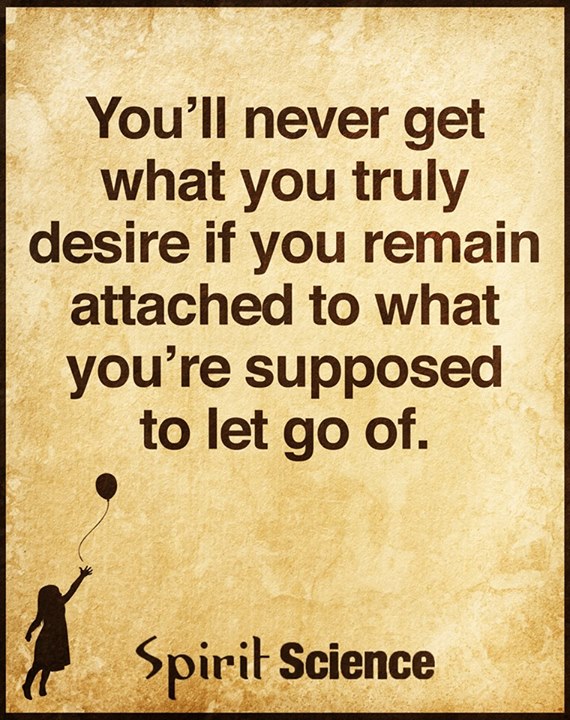 You’ll never get
what you truly
desire if you remain
attached to what
you’re supposed
to let go of.
Spirit Science